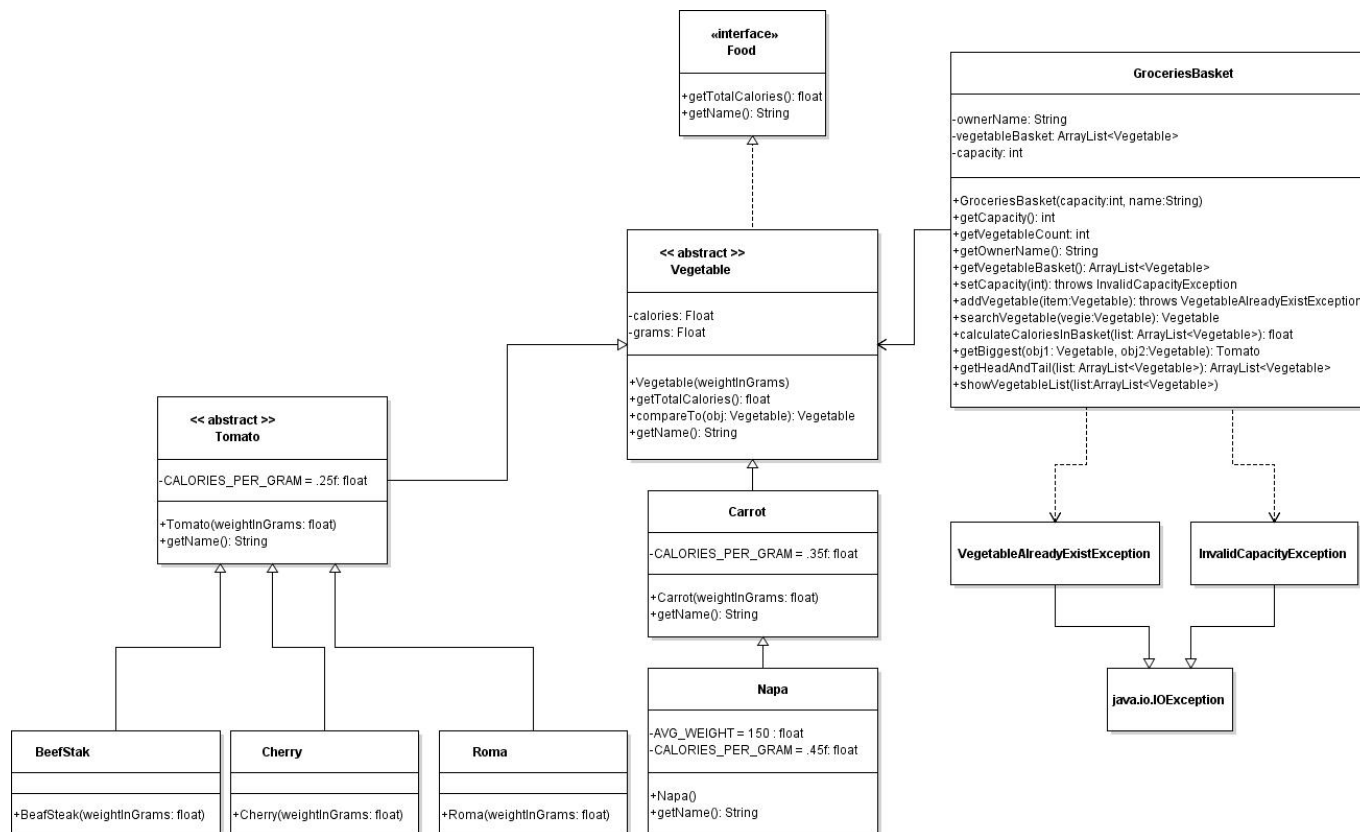 «interface»
Food
+getTotalCalories(): float
+getName(): String
GroceriesBasket
-ownerName: String
-vegetableBasket: ArrayList<Vegetable>
-capacity: int
+GroceriesBasket(capacity:int, name:String)
+getCapacity(): int
+getVegetableCount: int
+getOwnerName(): String
+getVegetableBasket(): ArrayList<Vegetable>
+setCapacity(int): throws InvalidCapacityException
+addVegetable(item:Vegetable): throws VegetableAlreadyExistException
+searchVegetable(vegie:Vegetable): Vegetable
+calculateCaloriesInBasket(list: ArrayList<Vegetable>): float
+getBiggest(obj1: Vegetable, obj2:Vegetable): Tomato
+getHeadAndTail(list: ArrayList<Vegetable>): ArrayList<Vegetable>
+showVegetableList(list:ArrayList<Vegetable>)
<< abstract >>
Vegetable
-calories: Float
-grams: Float
+Vegetable(weightInGrams)
+getTotalCalories(): float
+compareTo(obj: Vegetable): Vegetable
+getName(): String
<< abstract >>
Tomato
-CALORIES_PER_GRAM = .25f: float
+Tomato(weightInGrams: float)
+getName(): String
Carrot
-CALORIES_PER_GRAM = .35f: float
+Carrot(weightInGrams: float)
+getName(): String
VegetableAlreadyExistException
InvalidCapacityException
java.io.IOException
Napa
-AVG_WEIGHT = 150 : float
-CALORIES_PER_GRAM = .45f: float
+Napa()
+getName(): String
BeefStak
+BeafSteak(weightInGrams: float)
Cherry
+Cherry(weightInGrams: float)
Roma
+Roma(weightInGrams: float)